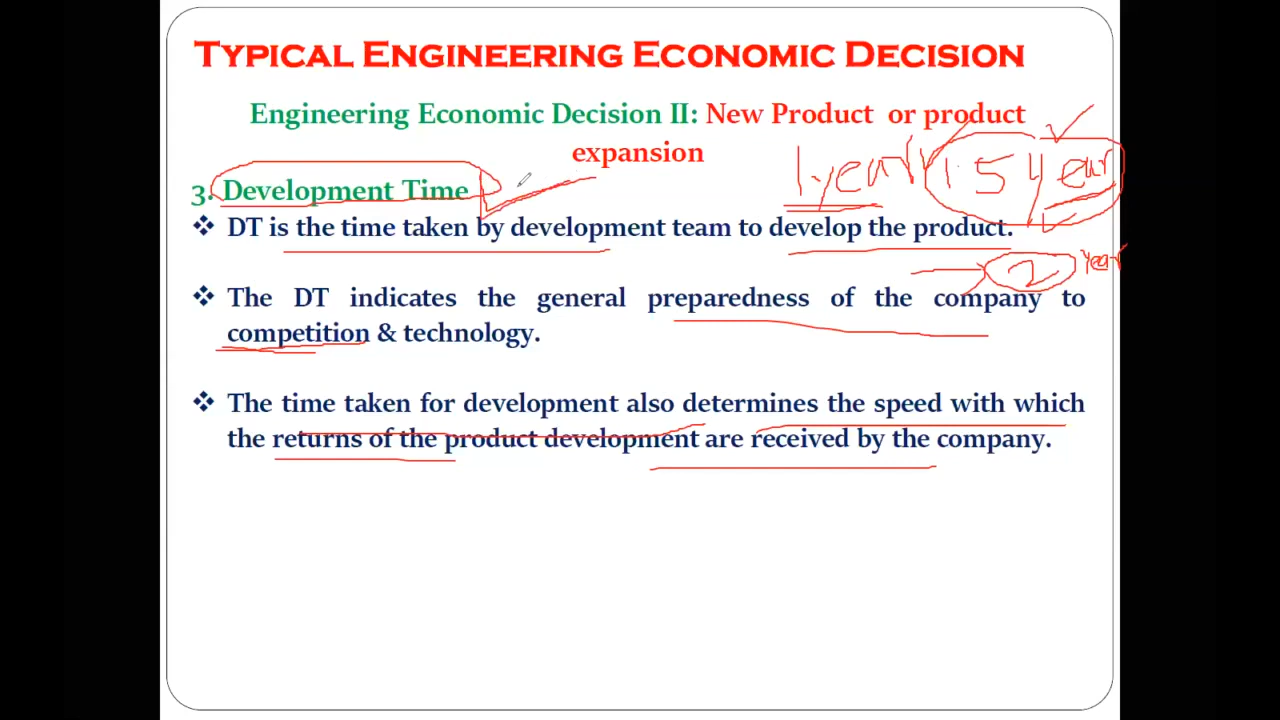 TYPICAL ENGINEERING ECONOMIC DECISION
Engineering Economic Decision II: New Product or product
expansion
1 year 1.5 year
3. Development Time
❖ DT is the time taken by development team to develop the product.
2 year
❖ The DT indicates the general preparedness of the company to
competition & technology.
❖ The time taken for development also determines the speed with which
the returns of the product development are received by the company.